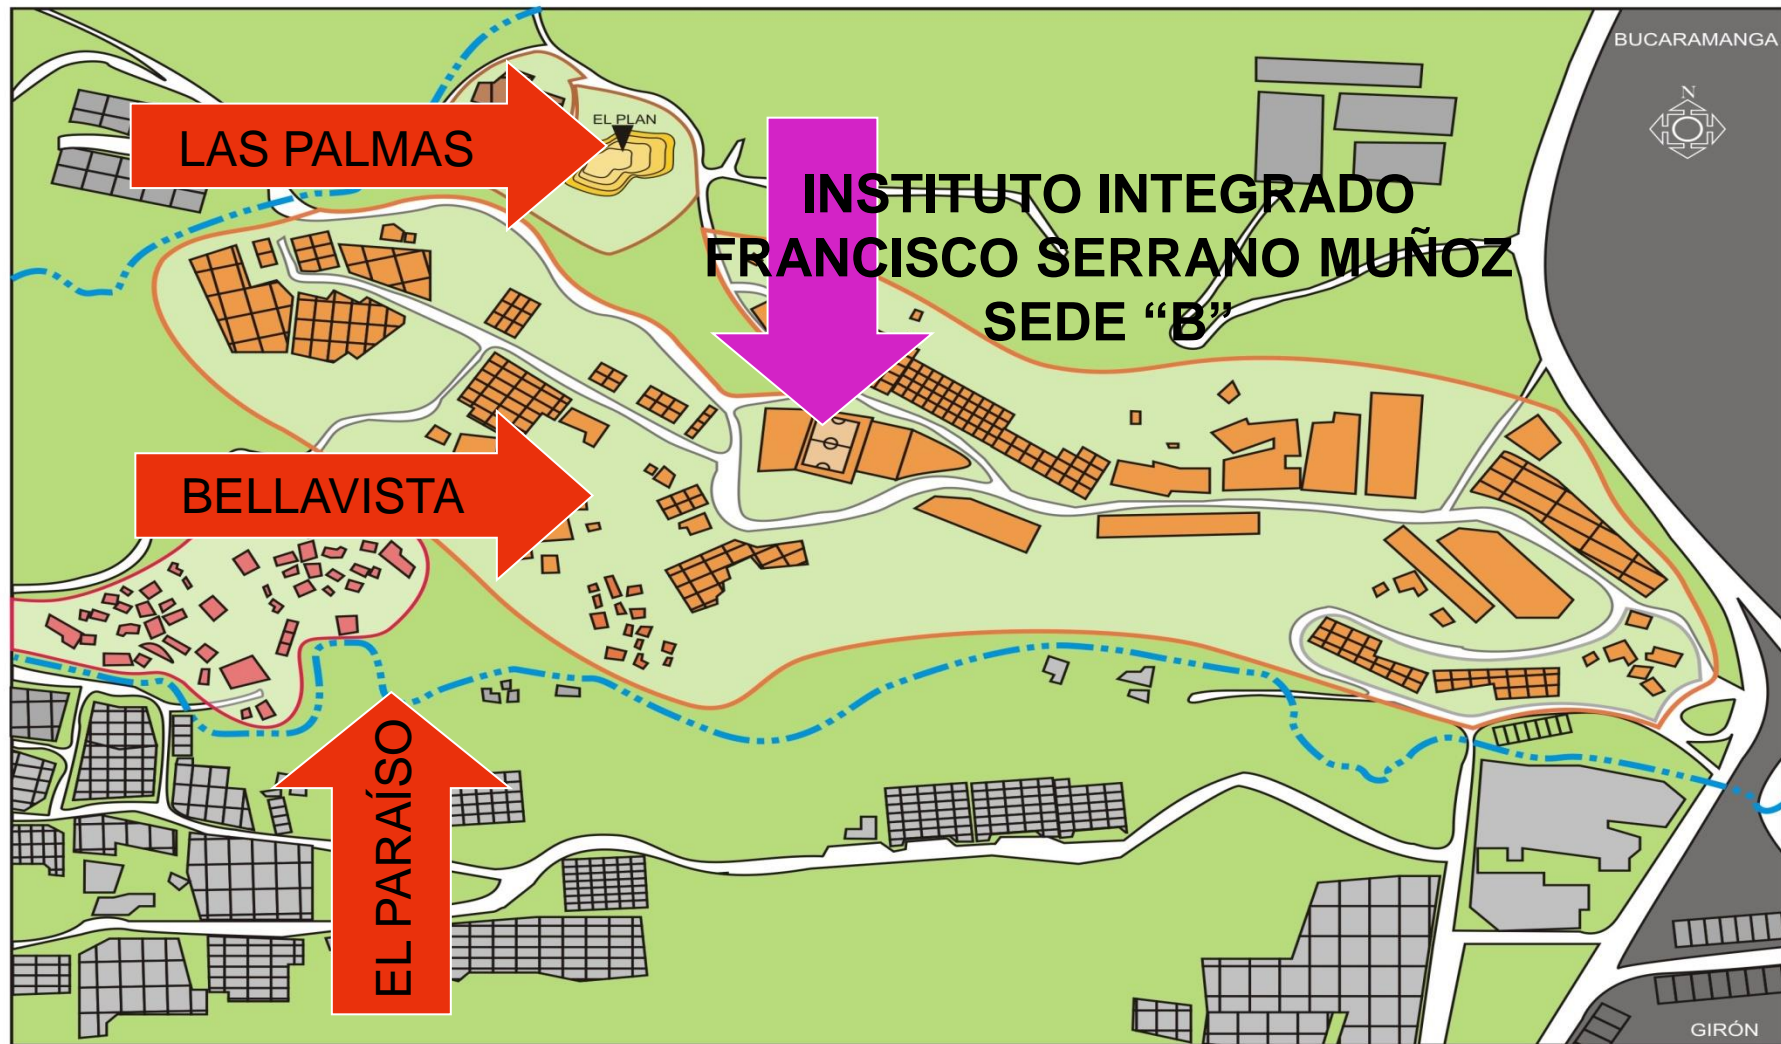 BUCARAMANGA
N
EL PLAN
LAS PALMAS
INSTITUTO INTEGRADO
FRANCISCO SERRANO MUÑOZ
SEDE “B”
BELLAVISTA
EL PARAÍSO
GIRÓN